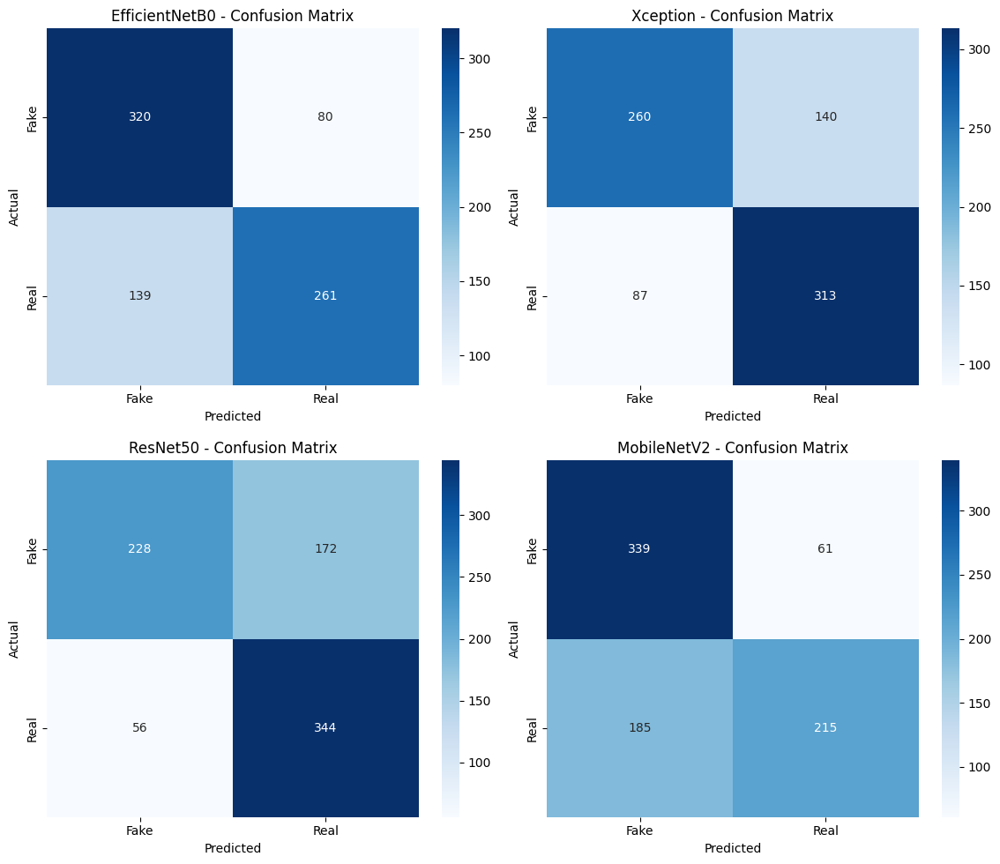 EfficientNetB0 - Confusion Matrix
Fake
Real
Actual
320
80
139
261
Fake
Real
Predicted
300
250
200
150
100
Xception - Confusion Matrix
Fake
Real
Actual
260
140
87
313
Fake
Real
Predicted
300
250
200
150
100
ResNet50 - Confusion Matrix
Fake
Real
Actual
228
172
56
344
Fake
Real
Predicted
300
250
200
150
100
MobileNetV2 - Confusion Matrix
Fake
Real
Actual
339
61
185
215
Fake
Real
Predicted
300
250
200
150
100